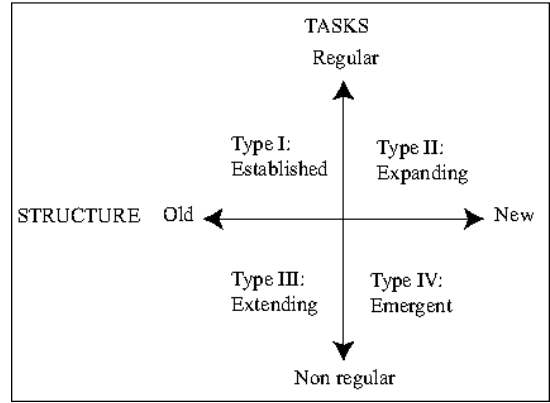 TASKS
Regular
Type I:
Established
Type II:
Expanding
STRUCTURE Old
New
Type III:
Extending
Type IV:
Emergent
Non regular